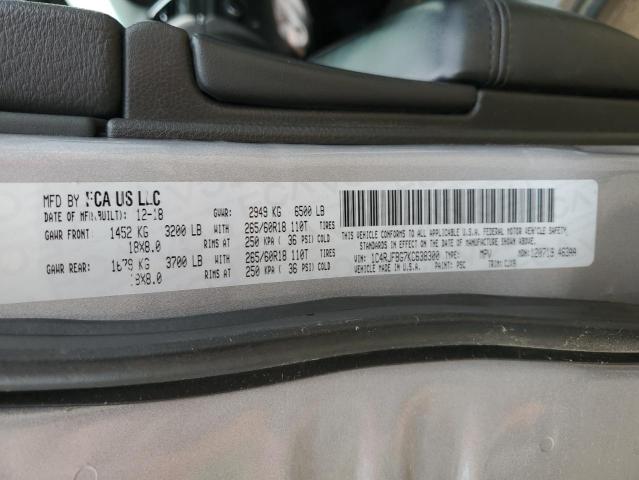 MFD BY FCA US LLC
DATE OF MFR(BUILT): 12-18 GVWR: 2949 KG 6500 LB
GAWR FRONT: 1452 KG 3200 LB WITH 265/60R18 110T TIRES
18X8.0 RIMS AT 250 KPA ( 36 PSI) COLD
GAWR REAR: 1679 KG 3700 LB WITH 265/60R18 110T TIRES
18X8.0 RIMS AT 250 KPA ( 36 PSI) COLD
THIS VEHICLE CONFORMS TO ALL APPLICABLE U.S.A. FEDERAL MOTOR VEHICLE SAFETY,
STANDARDS IN EFFECT ON THE DATE OF MANUFACTURE SHOWN ABOVE.
VIN: 1C4RJFBG7KC638300 TYPE: MPV MDH: 120719
MADE IN U.S.A. PAINT: PSC TRIM: